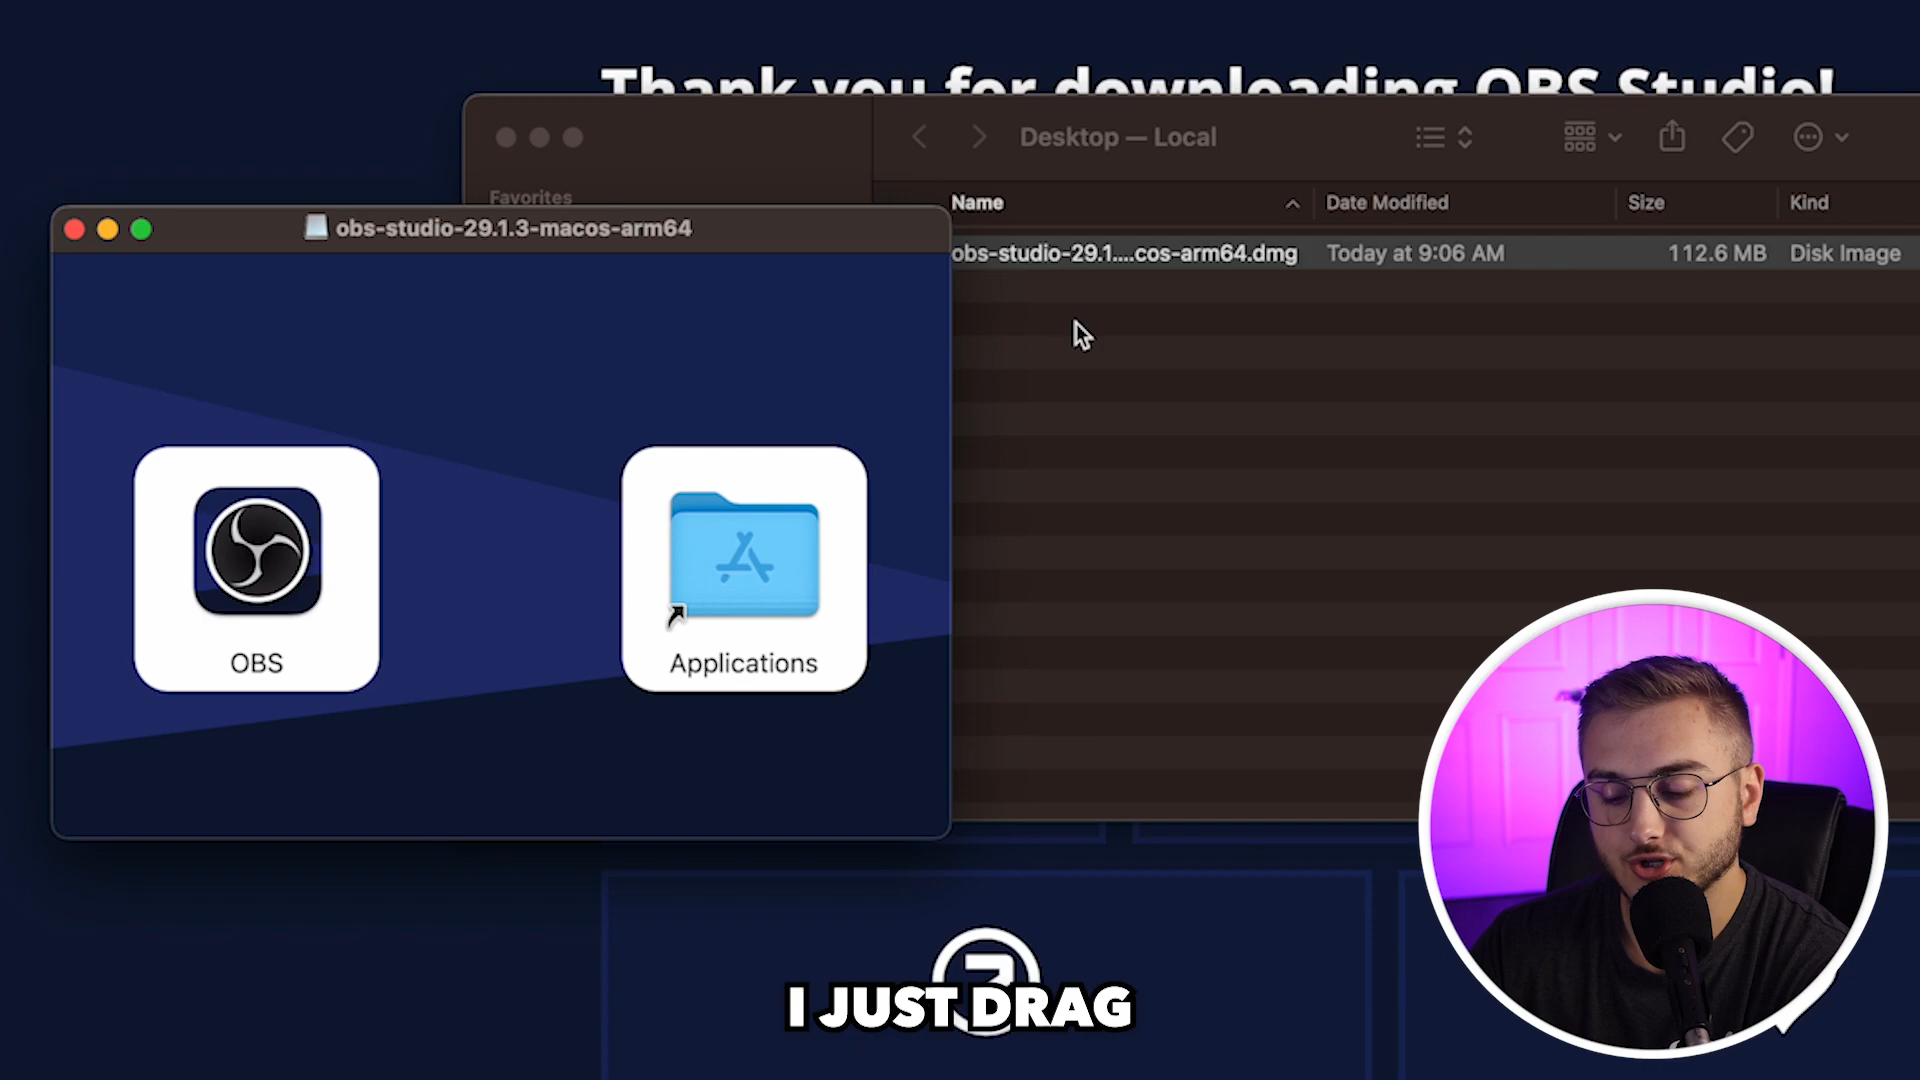 Thank you for downloading OBS Studio!
Desktop — Local
Favorites
Name
Date Modified
Size
Kind
obs-studio-29.1.3-macos-arm64
obs-studio-29.1....cos-arm64.dmg
Today at 9:06 AM
112.6 MB
Disk Image
OBS
Applications
I JUST DRAG